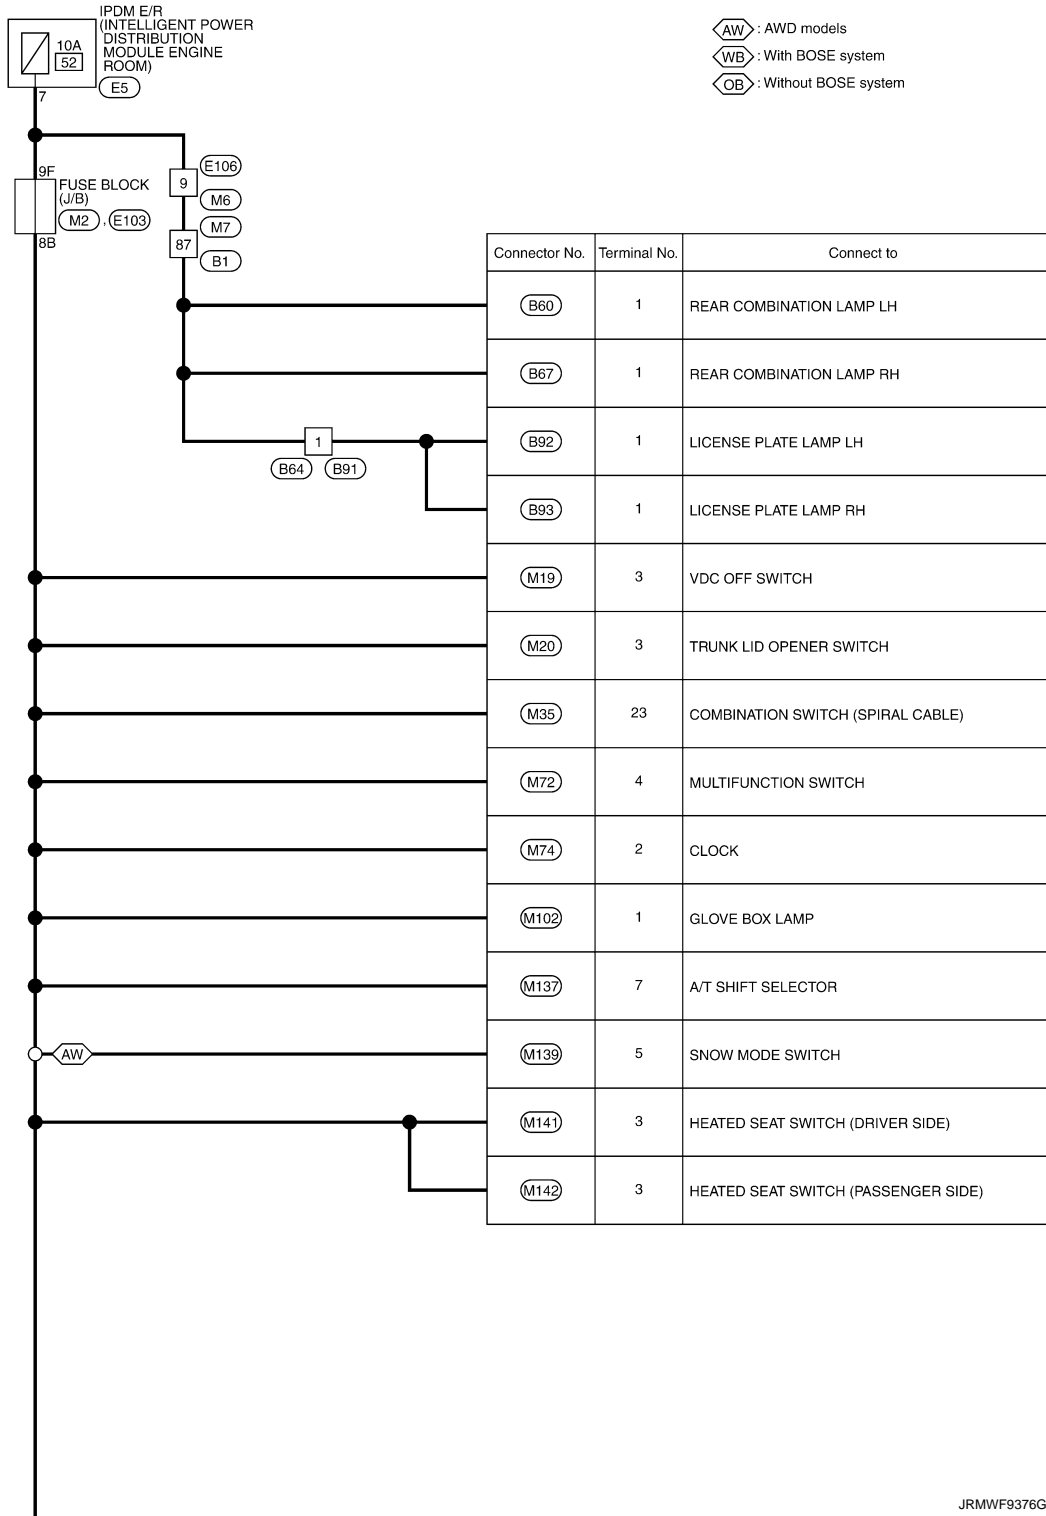 IPDM E/R
(INTELLIGENT POWER
DISTRIBUTION
MODULE ENGINE
ROOM)
10A
52
E5
7
AW : AWD models
WB : With BOSE system
OB : Without BOSE system
9F
FUSE BLOCK
(J/B)
M2 , E103
8B
E106
9
M6
M7
87
B1
Connector No. Terminal No. Connect to
B60 1 REAR COMBINATION LAMP LH
B67 1 REAR COMBINATION LAMP RH
1
B64 B91
B92 1 LICENSE PLATE LAMP LH
B93 1 LICENSE PLATE LAMP RH
M19 3 VDC OFF SWITCH
M20 3 TRUNK LID OPENER SWITCH
M35 23 COMBINATION SWITCH (SPIRAL CABLE)
M72 4 MULTIFUNCTION SWITCH
M74 2 CLOCK
M102 1 GLOVE BOX LAMP
M137 7 A/T SHIFT SELECTOR
AW M139 5 SNOW MODE SWITCH
M141 3 HEATED SEAT SWITCH (DRIVER SIDE)
M142 3 HEATED SEAT SWITCH (PASSENGER SIDE)
JRMWF9376G